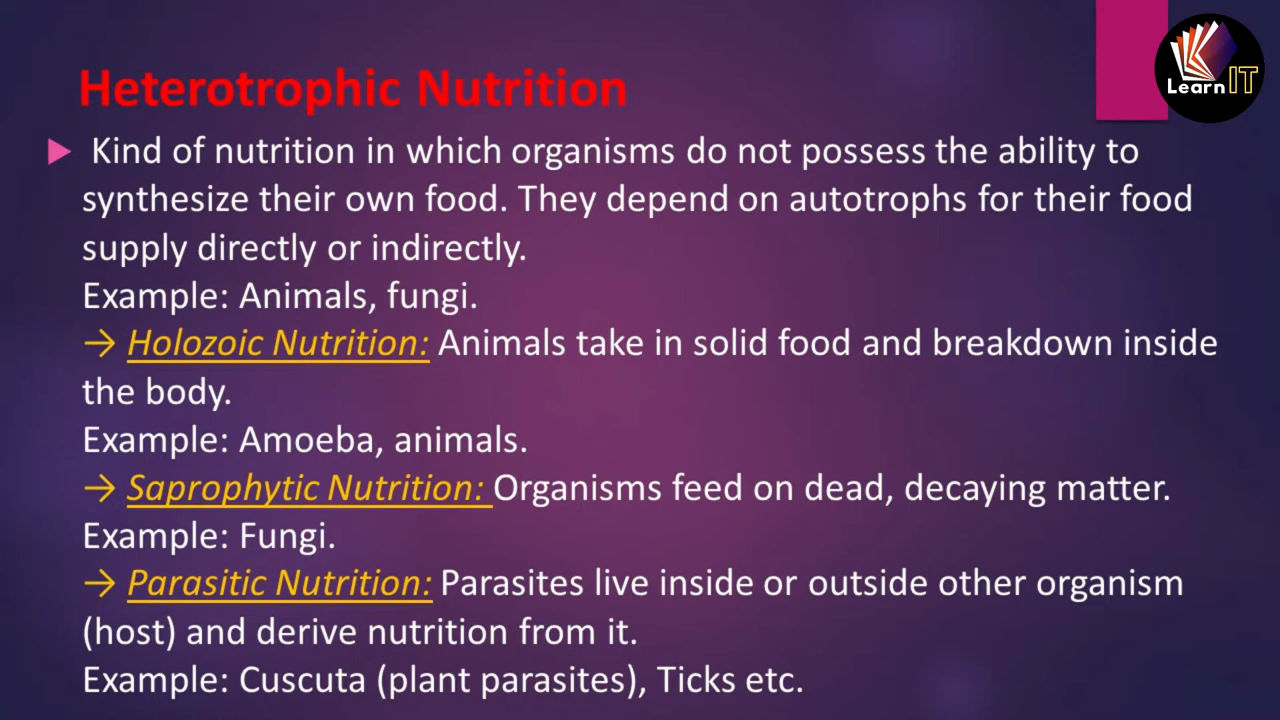 Learn IT
Heterotrophic Nutrition
Kind of nutrition in which organisms do not possess the ability to
synthesize their own food. They depend on autotrophs for their food
supply directly or indirectly.
Example: Animals, fungi.
→ Holozoic Nutrition: Animals take in solid food and breakdown inside
the body.
Example: Amoeba, animals.
→ Saprophytic Nutrition: Organisms feed on dead, decaying matter.
Example: Fungi.
→ Parasitic Nutrition: Parasites live inside or outside other organism
(host) and derive nutrition from it.
Example: Cuscuta (plant parasites), Ticks etc.